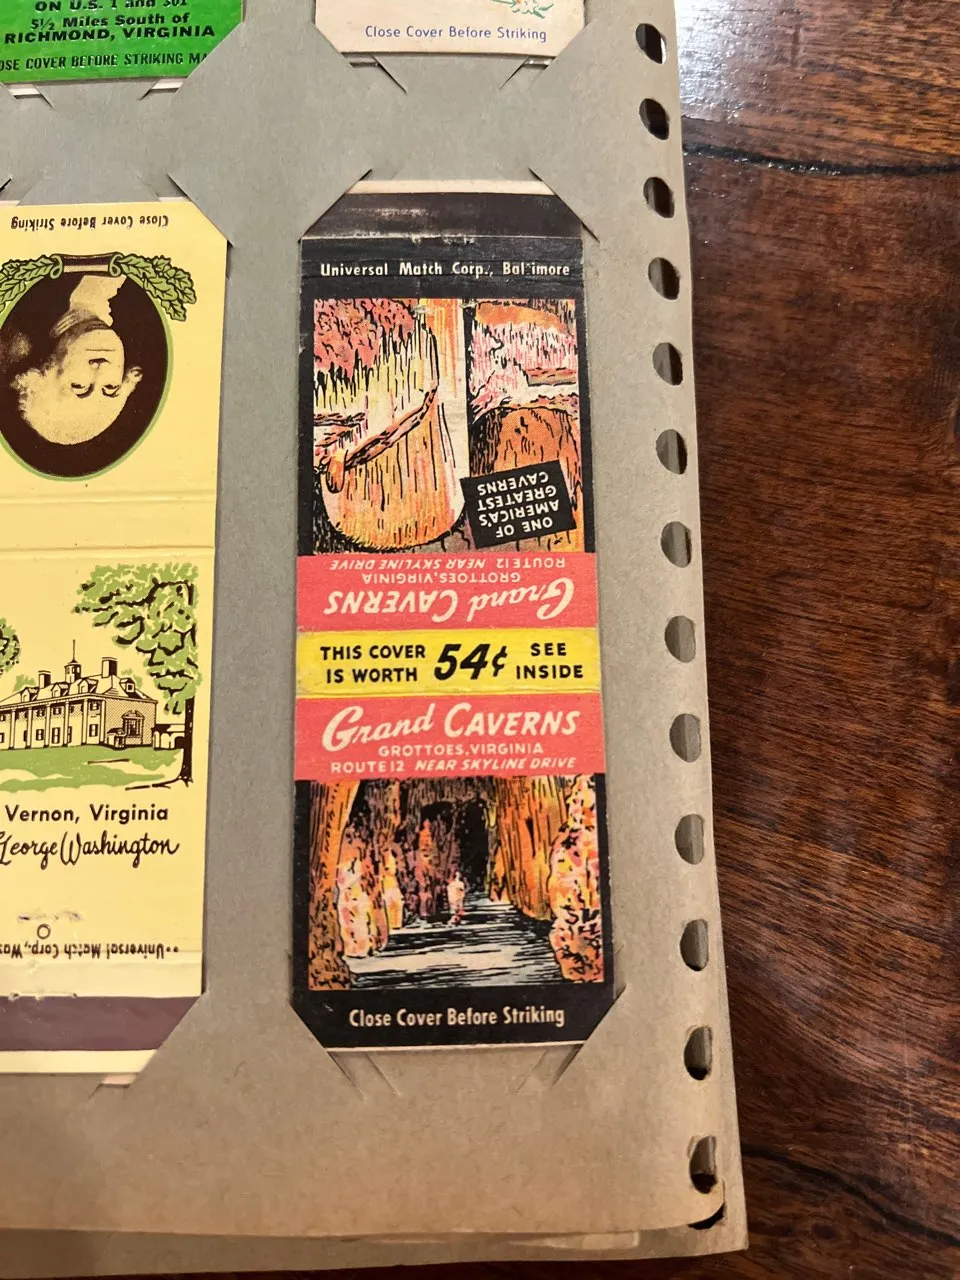 ON U.S. 1 and 301
5½ Miles South of
RICHMOND, VIRGINIA
CLOSE COVER BEFORE STRIKING
Close Cover Before Striking
Close Cover Before Striking
Vernon, Virginia
George Washington
Universal Match Corp.,
Universal Match Corp., Baltimore
ONE OF
AMERICA'S
GREATEST
CAVERNS
Grand CAVERNS
GROTTOES, VIRGINIA
ROUTE 12 NEAR SKYLINE DRIVE
THIS COVER IS WORTH 54¢ SEE INSIDE
Grand CAVERNS
GROTTOES, VIRGINIA
ROUTE 12 NEAR SKYLINE DRIVE
Close Cover Before Striking